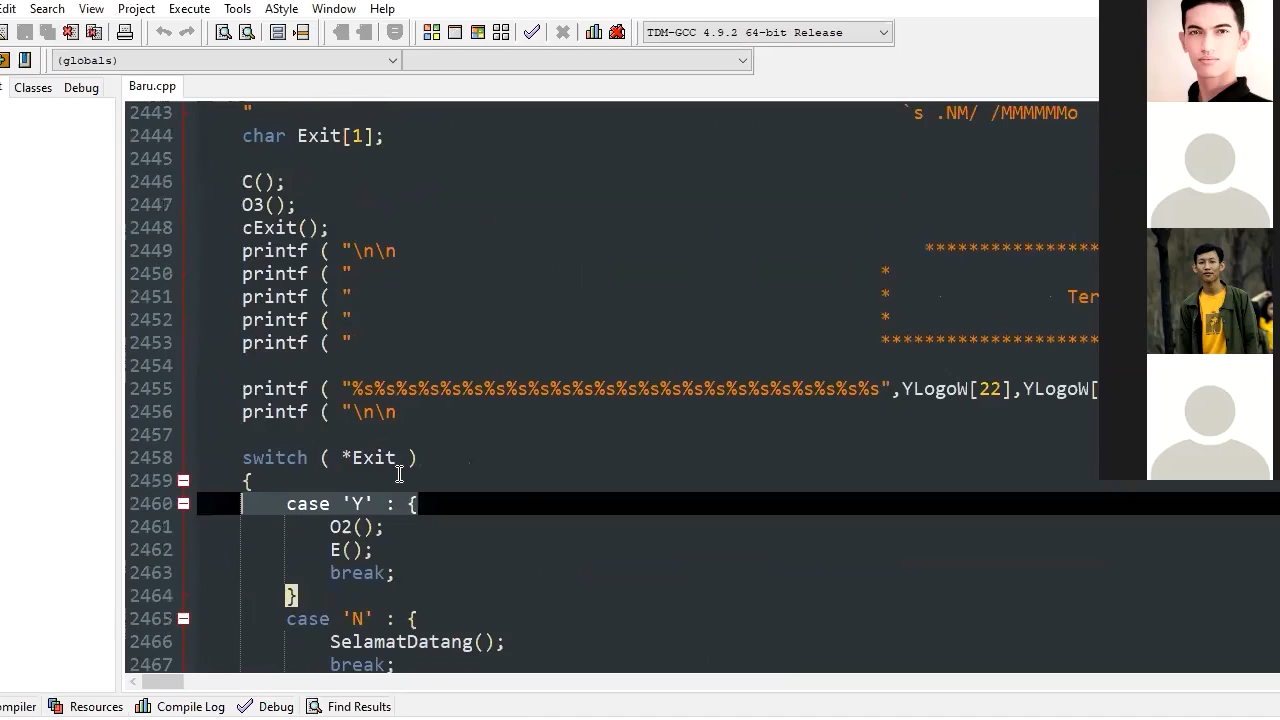 Edit Search View Project Execute Tools AStyle Window Help
TDM-GCC 4.9.2 64-bit Release
(globals)
Classes Debug Baru.cpp
2443 " `s .NM/ /MMMMMMo
2444 char Exit[1];
2445
2446 C();
2447 O3();
2448 cExit();
2449 printf ( "\n\n *****************
2450 printf ( " *
2451 printf ( " * Ter
2452 printf ( " *
2453 printf ( " ********************
2454
2455 printf ( "%s%s%s%s%s%s%s%s%s%s%s%s%s%s%s%s%s%s%s%s%s%s%s%s",YLogoW[22],YLogoW[
2456 printf ( "\n\n
2457
2458 switch ( *Exit )
2459 {
2460 case 'Y' : {
2461 O2();
2462 E();
2463 break;
2464 }
2465 case 'N' : {
2466 SelamatDatang();
2467 break;
ompiler Resources Compile Log Debug Find Results